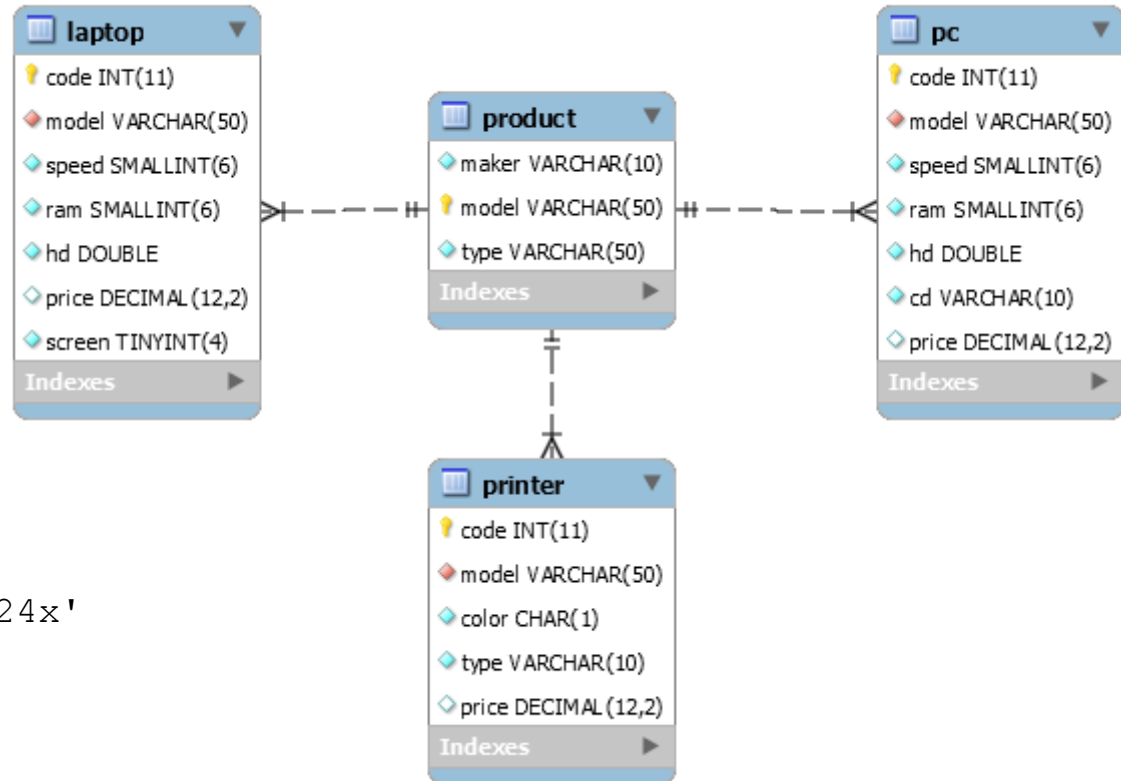 laptop
code INT(11)
model VARCHAR(50)
speed SMALLINT(6)
ram SMALLINT(6)
hd DOUBLE
price DECIMAL(12,2)
screen TINYINT(4)
Indexes
product
maker VARCHAR(10)
model VARCHAR(50)
type VARCHAR(50)
Indexes
pc
code INT(11)
model VARCHAR(50)
speed SMALLINT(6)
ram SMALLINT(6)
hd DOUBLE
cd VARCHAR(10)
price DECIMAL(12,2)
Indexes
printer
code INT(11)
model VARCHAR(50)
color CHAR(1)
type VARCHAR(10)
price DECIMAL(12,2)
Indexes
24x'